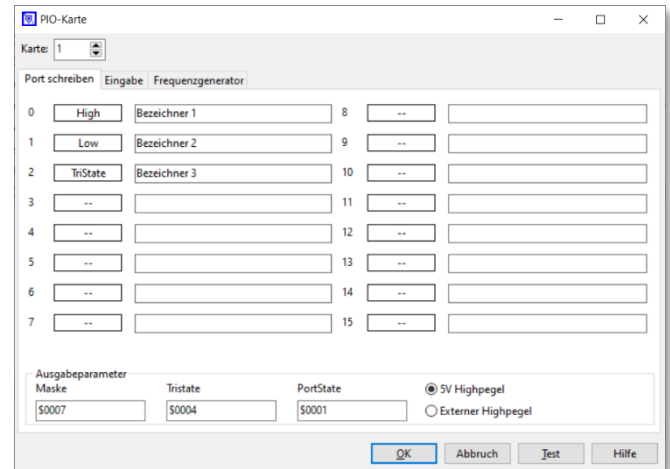 PIO-Karte
Karte: 1
Port schreiben Eingabe Frequenzgenerator
0 High Bezeichner 1 8 --
1 Low Bezeichner 2 9 --
2 TriState Bezeichner 3 10 --
3 -- 11 --
4 -- 12 --
5 -- 13 --
6 -- 14 --
7 -- 15 --
Ausgabeparameter
Maske Tristate PortState 5V Highpegel
$0007 $0004 $0001 Externer Highpegel
OK Abbruch Test Hilfe